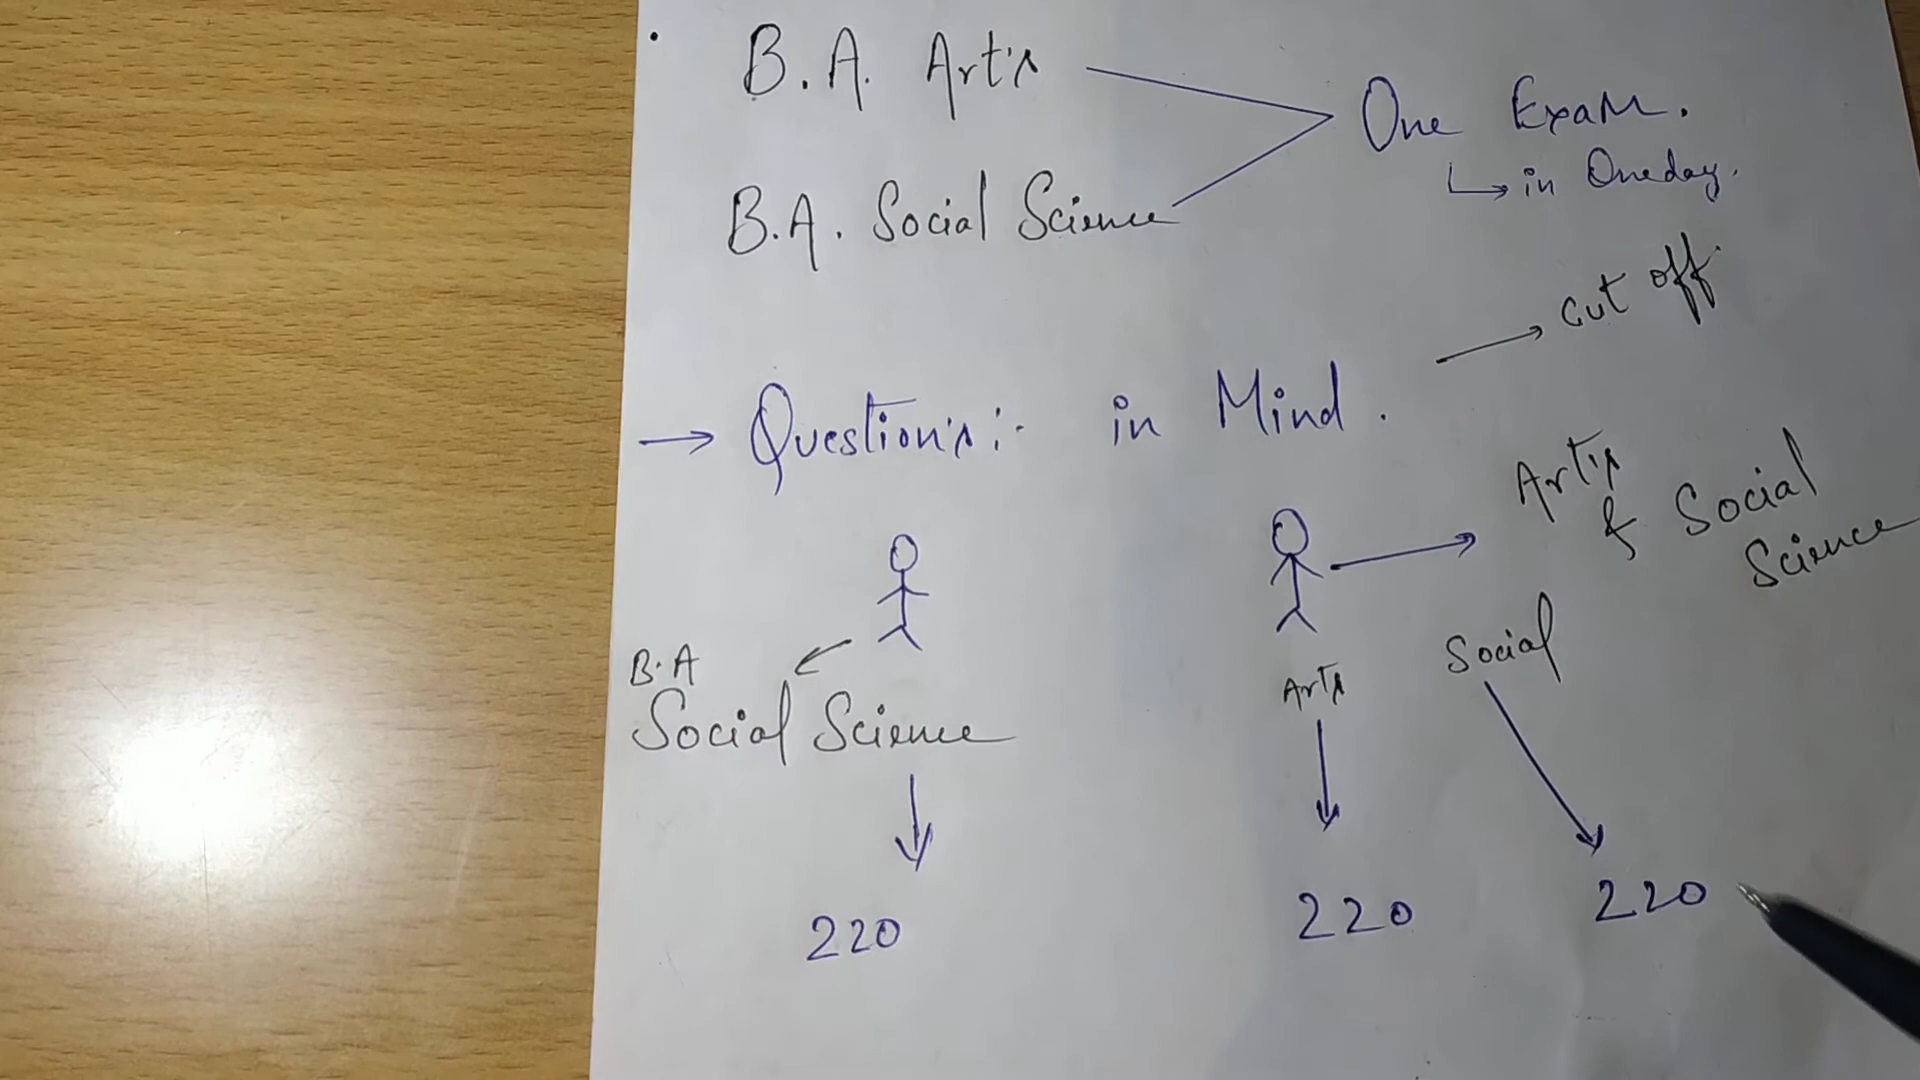 B.A. Art's
One Exam.
in Oneday.
B.A. Social Science
cut off
Question's:- in Mind.
Art's
& Social
Science
B.A
Social Science
Arts
Social
220
220
220